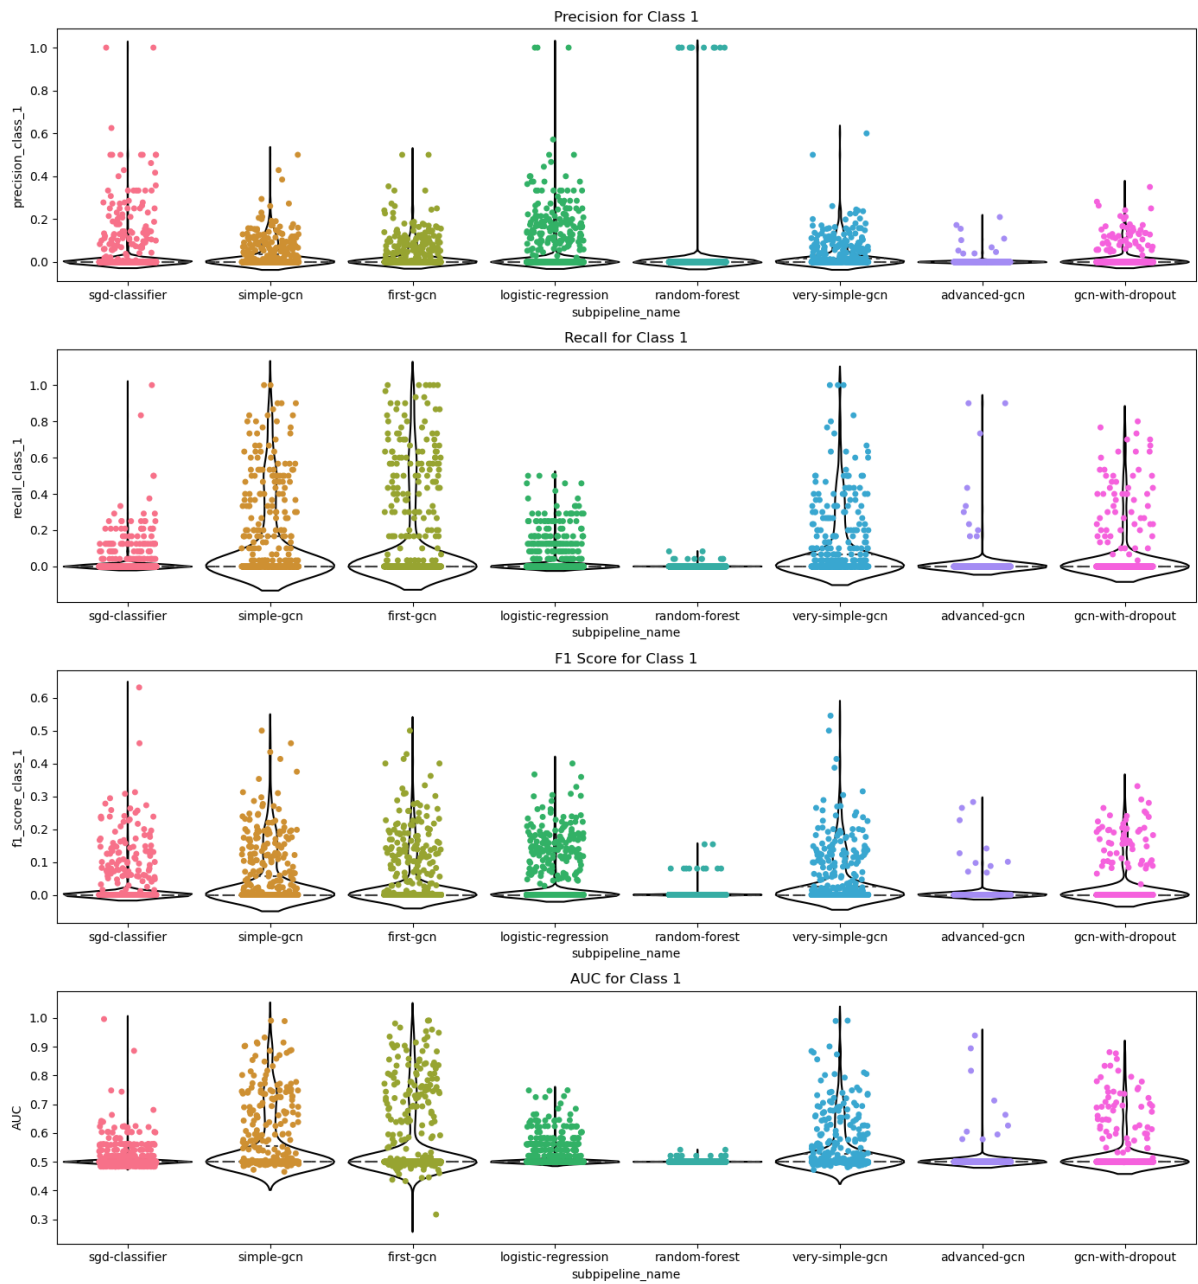 Precision for Class 1
precision_class_1
1.0
0.8
0.6
0.4
0.2
0.0
sgd-classifier simple-gcn first-gcn logistic-regression random-forest very-simple-gcn advanced-gcn gcn-with-dropout
subpipeline_name
Recall for Class 1
recall_class_1
1.0
0.8
0.6
0.4
0.2
0.0
sgd-classifier simple-gcn first-gcn logistic-regression random-forest very-simple-gcn advanced-gcn gcn-with-dropout
subpipeline_name
F1 Score for Class 1
f1_score_class_1
0.6
0.5
0.4
0.3
0.2
0.1
0.0
sgd-classifier simple-gcn first-gcn logistic-regression random-forest very-simple-gcn advanced-gcn gcn-with-dropout
subpipeline_name
AUC for Class 1
AUC
1.0
0.9
0.8
0.7
0.6
0.5
0.4
0.3
sgd-classifier simple-gcn first-gcn logistic-regression random-forest very-simple-gcn advanced-gcn gcn-with-dropout
subpipeline_name